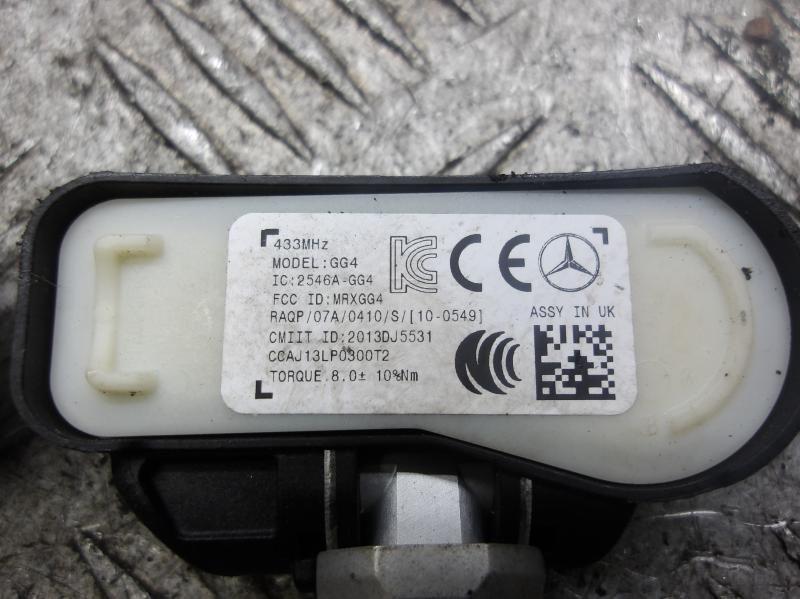 433MHz
MODEL:GG4
IC:2546A-GG4
FCC ID:MRXGG4
RAQP/07A/0410/S/[10-0549]
CMIIT ID:2013DJ5531
CCAJ13LP0300T2
TORQUE.8.0± 10%Nm
CE
ASSY IN UK